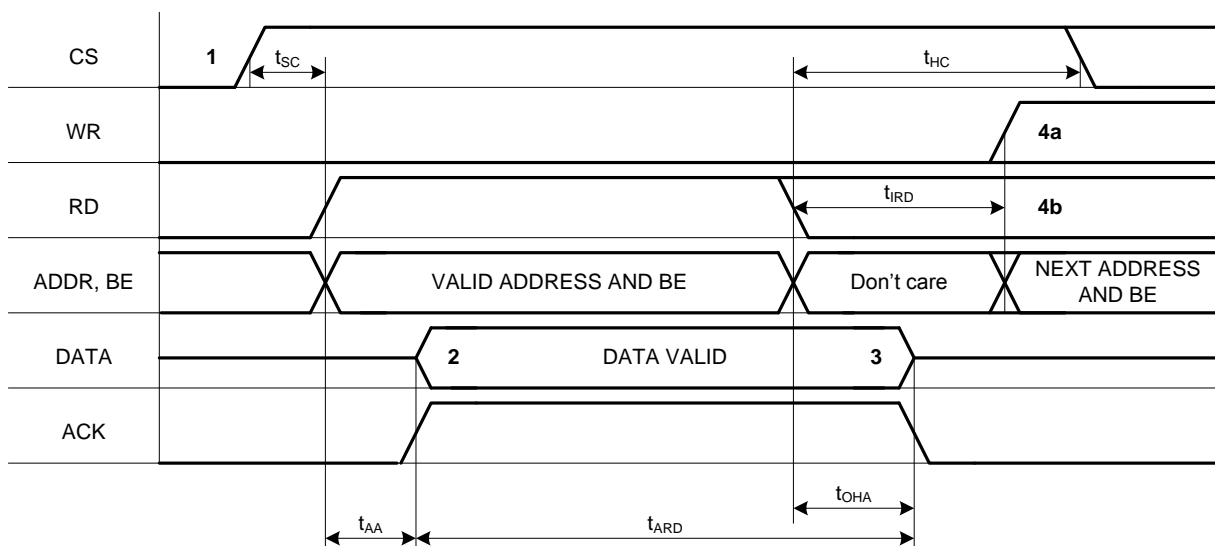 CS
1
tSC
tHC
WR
4a
RD
tIRD
4b
ADDR, BE
VALID ADDRESS AND BE
Don't care
NEXT ADDRESS
AND BE
DATA
2
DATA VALID
3
ACK
tOHA
tAA
tARD